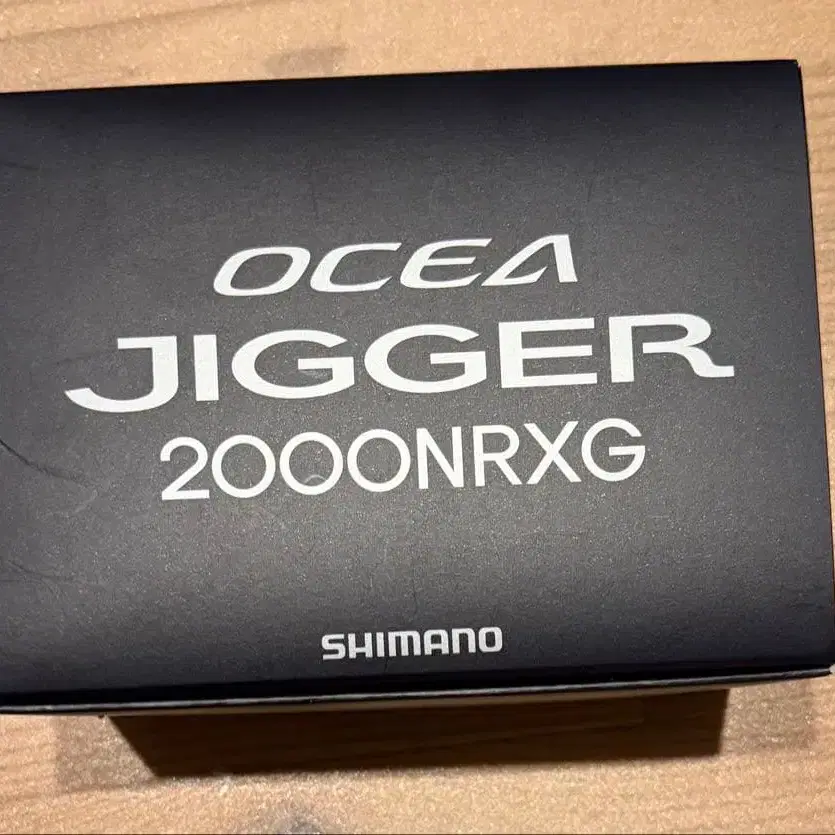 OCEA
JIGGER
2000NRXG
SHIMANO